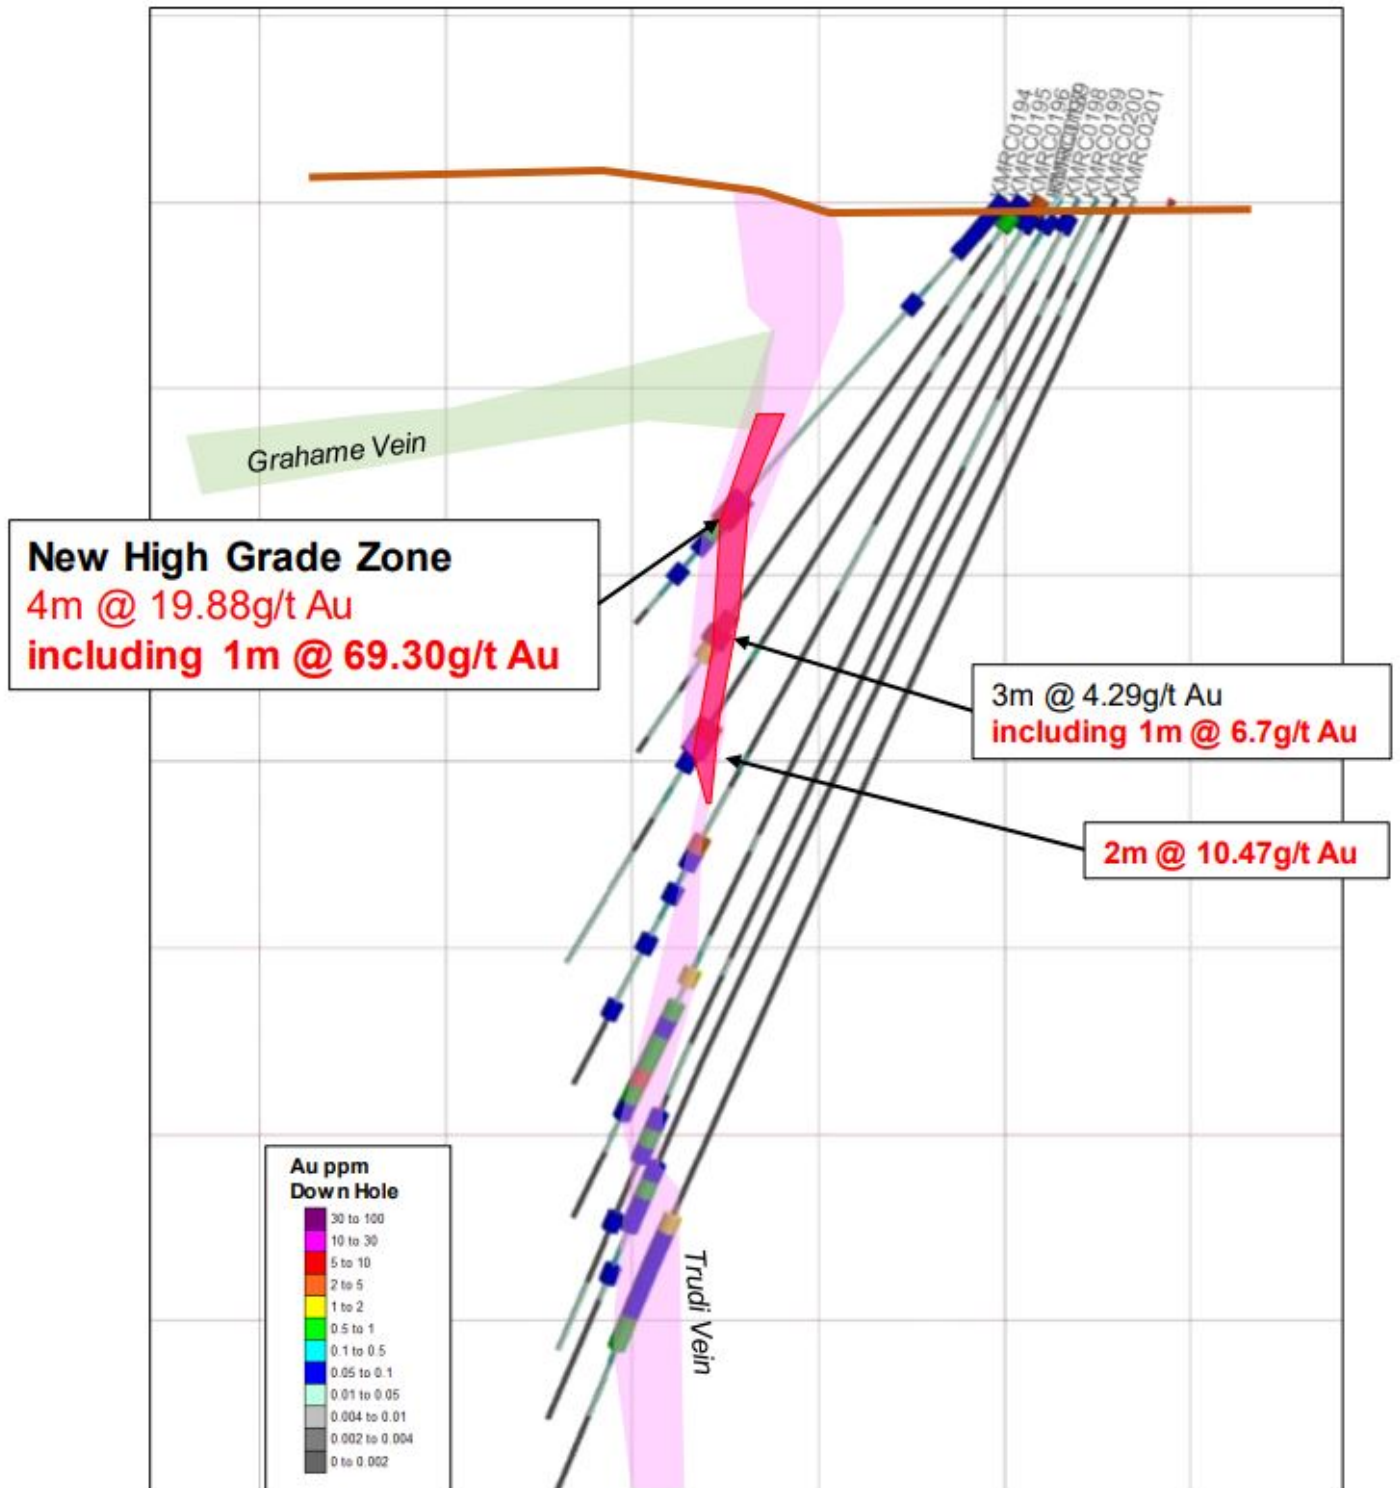 KMRC0194
KMRC0195
KMRC0196
KMRC0198
KMRC0199
KMRC0200
KMRC0201
Grahame Vein
New High Grade Zone
4m @ 19.88g/t Au
including 1m @ 69.30g/t Au
3m @ 4.29g/t Au
including 1m @ 6.7g/t Au
2m @ 10.47g/t Au
Trudi Vein
Au ppm
Down Hole
30 to 100
10 to 30
5 to 10
2 to 5
1 to 2
0.5 to 1
0.1 to 0.5
0.05 to 0.1
0.01 to 0.05
0.004 to 0.01
0.002 to 0.004
0 to 0.002